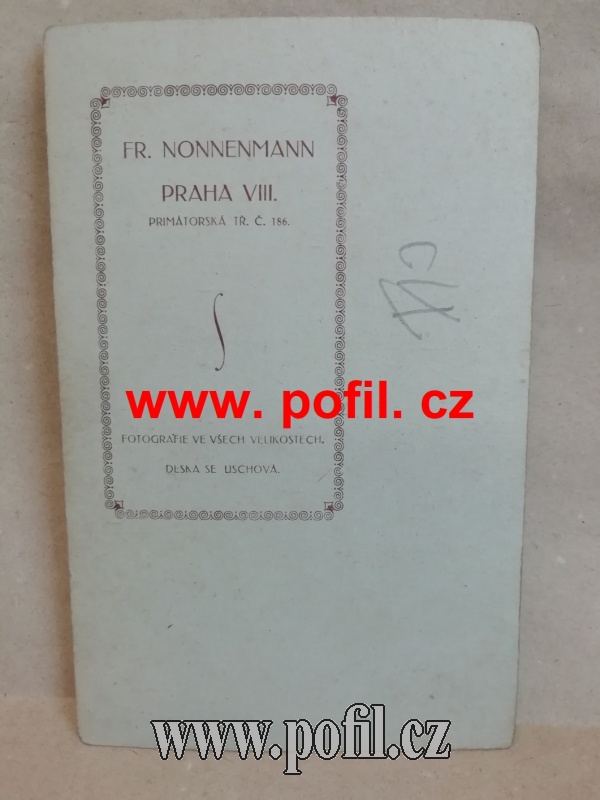 FR. NONNENMANN
PRAHA VIII.
PRIMÁTORSKÁ TŘ. Č. 186.
www. pofil. cz
FOTOGRAFIE VE VŠECH VELIKOSTECH.
DESKA SE USCHOVÁ.
www.pofil.cz